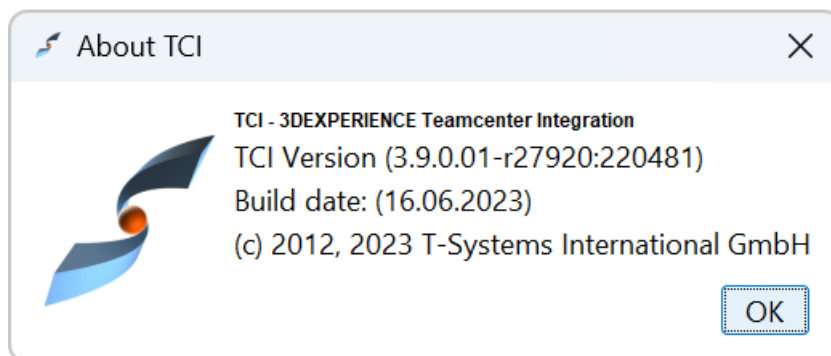 About TCI
TCI - 3DEXPERIENCE Teamcenter Integration
TCI Version (3.9.0.01-r27920:220481)
Build date: (16.06.2023)
(c) 2012, 2023 T-Systems International GmbH
OK